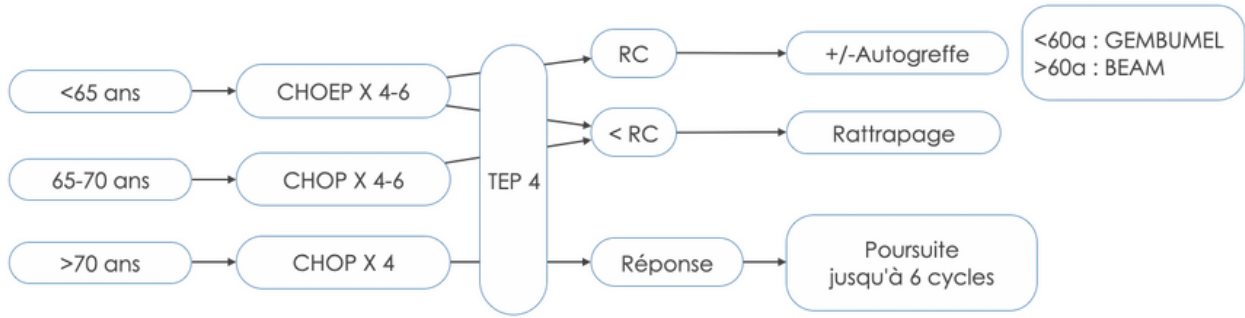 <65 ans
CHOEP X 4-6
RC
+/-Autogreffe
<60a : GEMBUMEL
>60a : BEAM
< RC
Rattrapage
65-70 ans
CHOP X 4-6
TEP 4
>70 ans
CHOP X 4
Réponse
Poursuite
jusqu'à 6 cycles